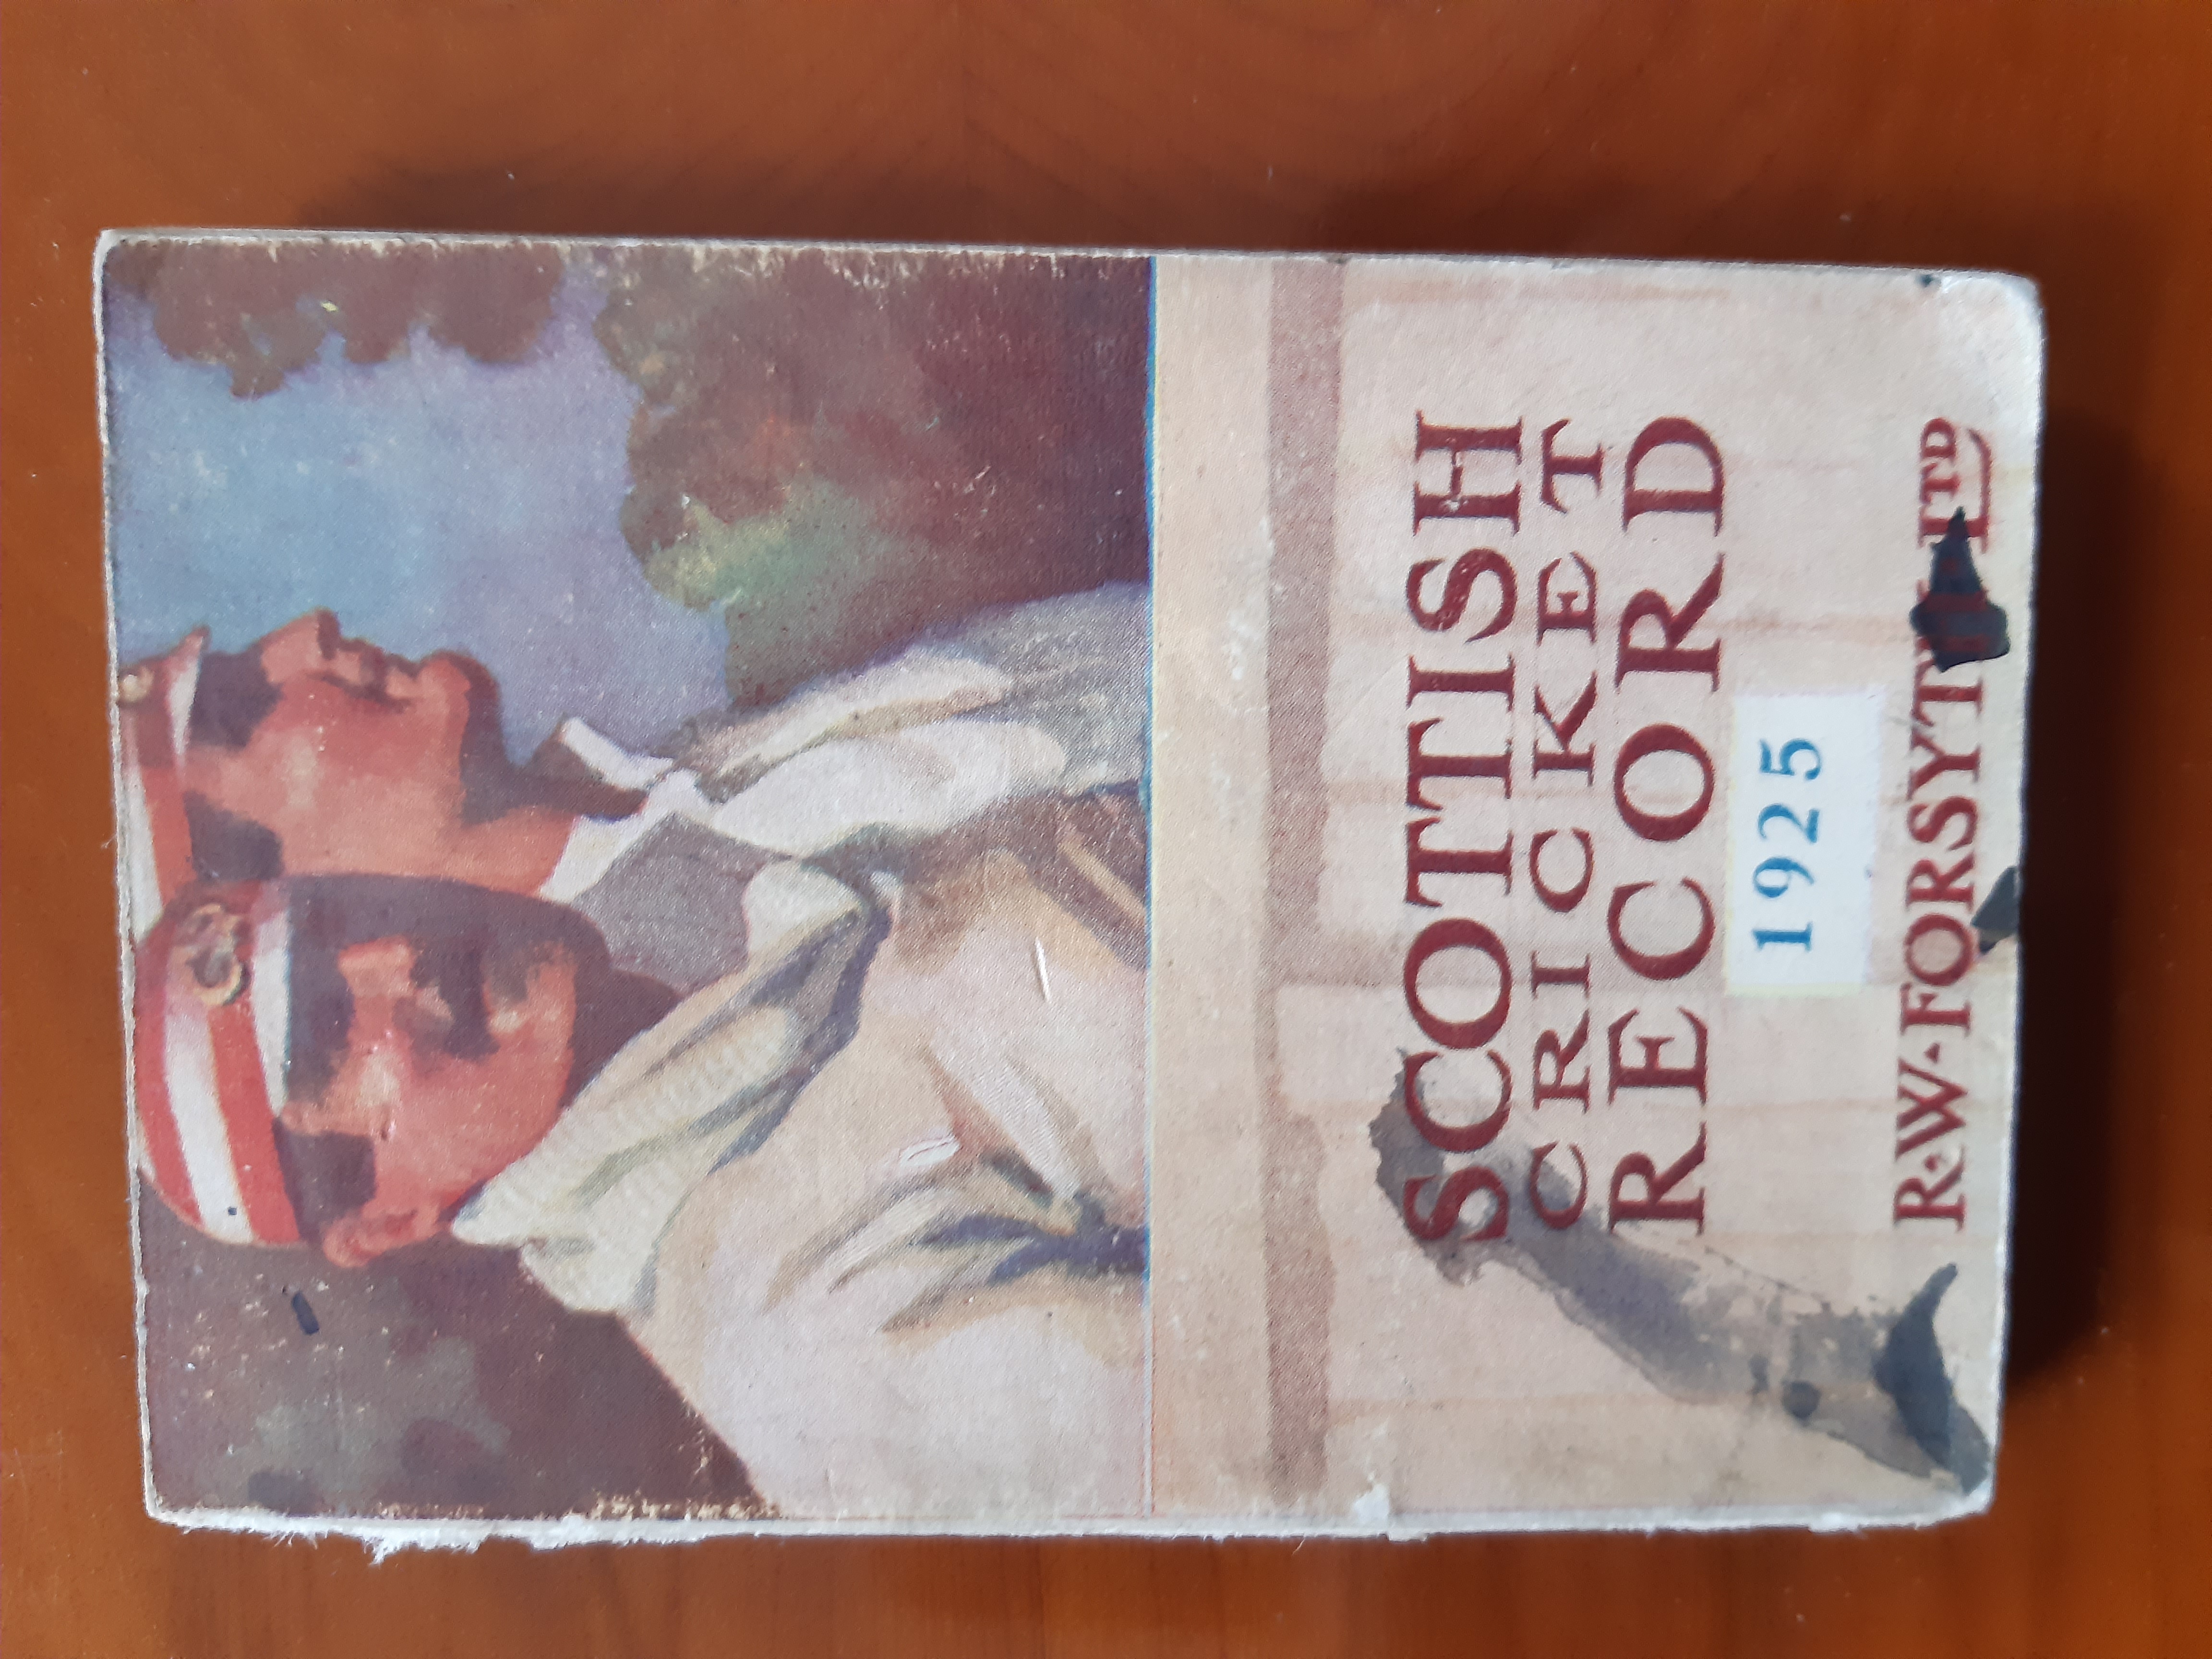 SCOTTISH
CRICKET
RECORD
1925
R·W·FORSYTH LTD